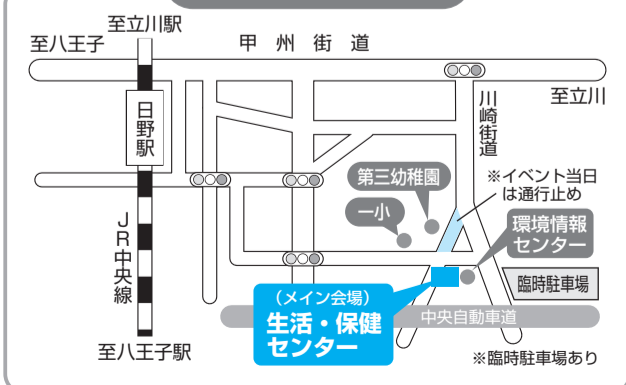 至立川駅
至八王子
甲州街道
至立川
日野駅
川崎街道
第三幼稚園
一小
※イベント当日
は通行止め
環境情報
センター
JR中央線
臨時駐車場
(メイン会場)
生活・保健
センター
中央自動車道
至八王子駅
※臨時駐車場あり